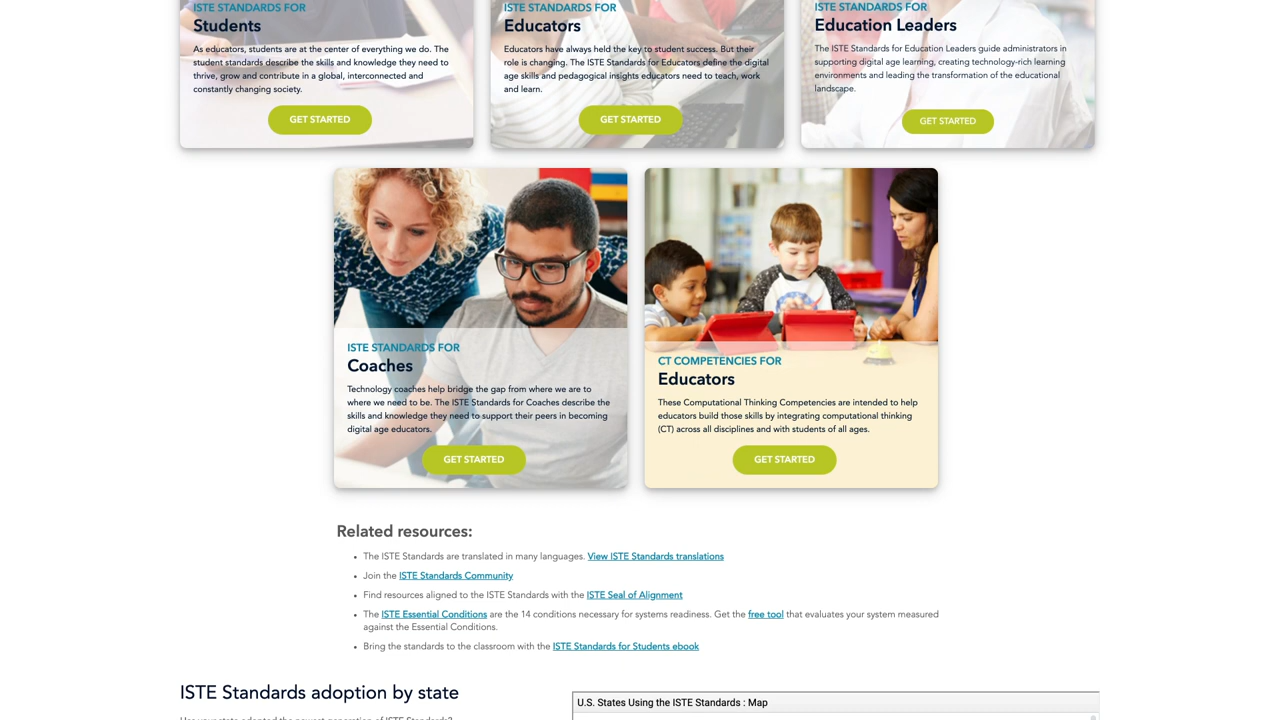 ISTE STANDARDS FOR
Students
As educators, students are at the center of everything we do. The
student standards describe the skills and knowledge they need to
thrive, grow and contribute in a global, interconnected and
constantly changing society.
GET STARTED
ISTE STANDARDS FOR
Educators
Educators have always held the key to student success. But their
role is changing. The ISTE Standards for Educators define the digital
age skills and pedagogical insights educators need to teach, work
and learn.
GET STARTED
ISTE STANDARDS FOR
Education Leaders
The ISTE Standards for Education Leaders guide administrators in
supporting digital age learning, creating technology-rich learning
environments and leading the transformation of the educational
landscape.
GET STARTED
ISTE STANDARDS FOR
Coaches
Technology coaches help bridge the gap from where we are to
where we need to be. The ISTE Standards for Coaches describe the
skills and knowledge they need to support their peers in becoming
digital age educators.
GET STARTED
CT COMPETENCIES FOR
Educators
These Computational Thinking Competencies are intended to help
educators build those skills by integrating computational thinking
(CT) across all disciplines and with students of all ages.
GET STARTED
Related resources:
• The ISTE Standards are translated in many languages. View ISTE Standards translations
• Join the ISTE Standards Community
• Find resources aligned to the ISTE Standards with the ISTE Seal of Alignment
• The ISTE Essential Conditions are the 14 conditions necessary for systems readiness. Get the free tool that evaluates your system measured
against the Essential Conditions.
• Bring the standards to the classroom with the ISTE Standards for Students ebook
ISTE Standards adoption by state
U.S. States Using the ISTE Standards : Map